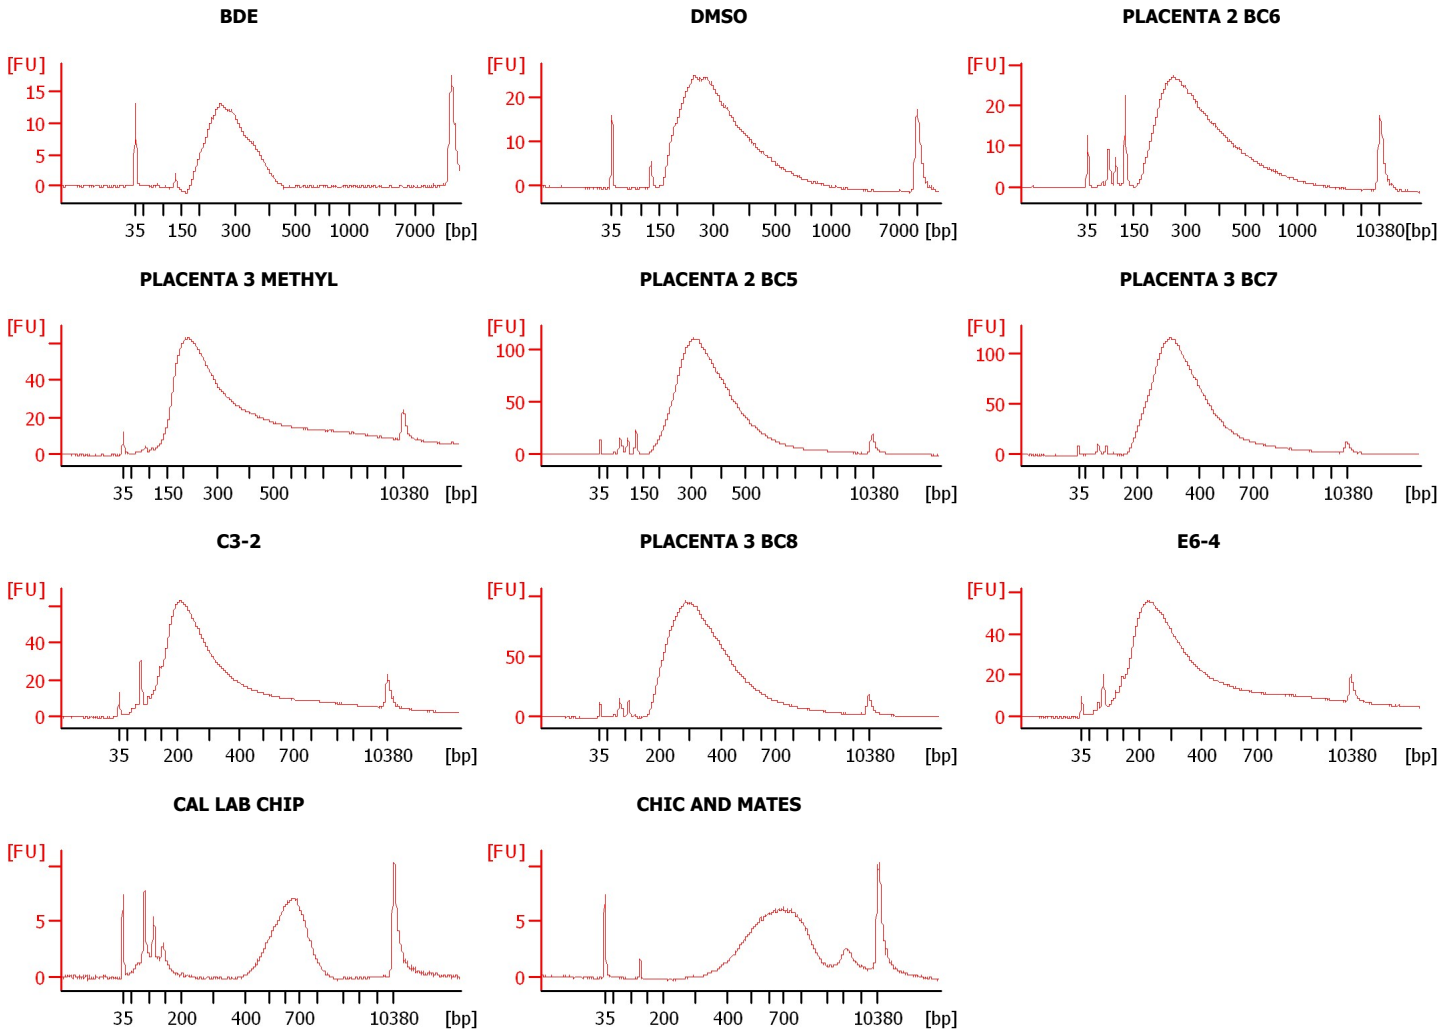 BDE
DMSO
PLACENTA 2 BC6
[FU]
15
10
5
0
35 150 300 500 1000 7000 [bp]
[FU]
20
10
0
35 150 300 500 1000 7000 [bp]
[FU]
20
10
0
35 150 300 500 1000 10380 [bp]
PLACENTA 3 METHYL
PLACENTA 2 BC5
PLACENTA 3 BC7
[FU]
40
20
0
35 150 300 500 10380 [bp]
[FU]
100
50
0
35 150 300 500 10380 [bp]
[FU]
100
50
0
35 200 400 700 10380 [bp]
C3-2
PLACENTA 3 BC8
E6-4
[FU]
40
20
0
35 200 400 700 10380 [bp]
[FU]
50
0
35 200 400 700 10380 [bp]
[FU]
40
20
0
35 200 400 700 10380 [bp]
CAL LAB CHIP
CHIC AND MATES
[FU]
5
0
35 200 400 700 10380 [bp]
[FU]
5
0
35 200 400 700 10380 [bp]